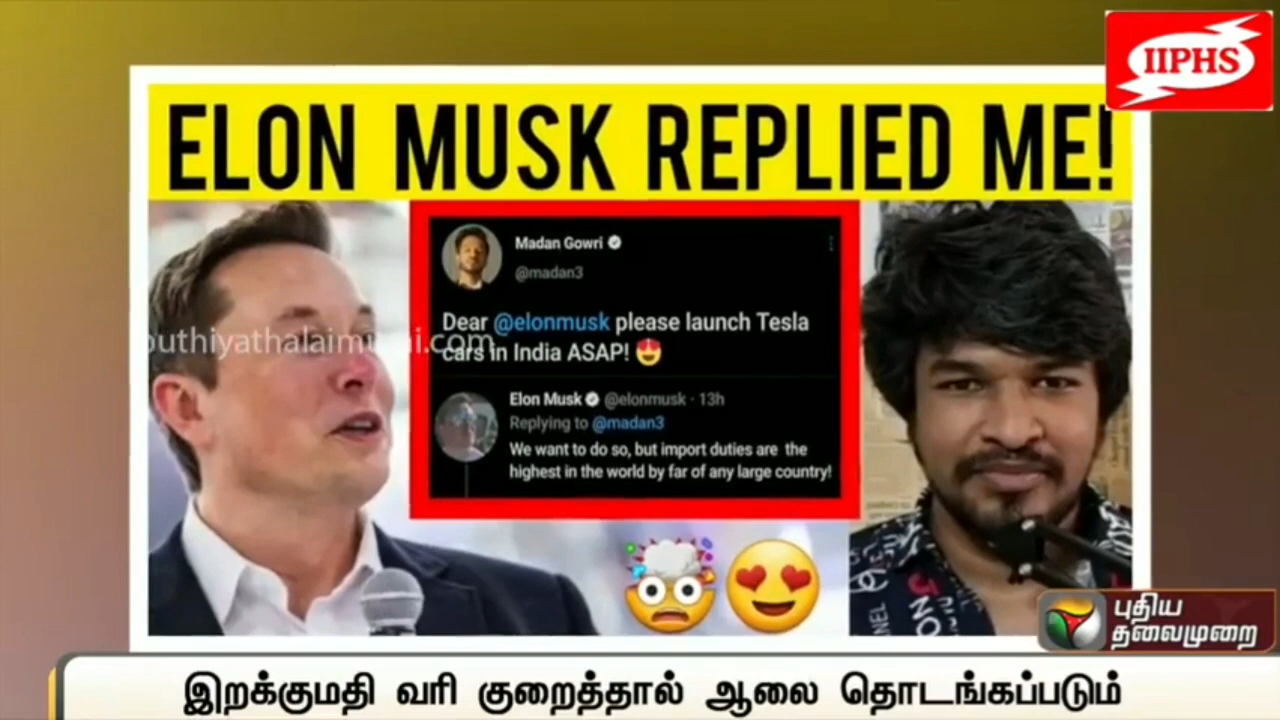 IIPHS
ELON MUSK REPLIED ME!
Madan Gowri
@madan3
Dear @elonmusk please launch Tesla
cars in India ASAP! 😍
Elon Musk @elonmusk · 13h
Replying to @madan3
We want to do so, but import duties are the
highest in the world by far of any large country!
puthiyathalaimurai.com
புதிய
தலைமுறை
இறக்குமதி வரி குறைத்தால் ஆலை தொடங்கப்படும்